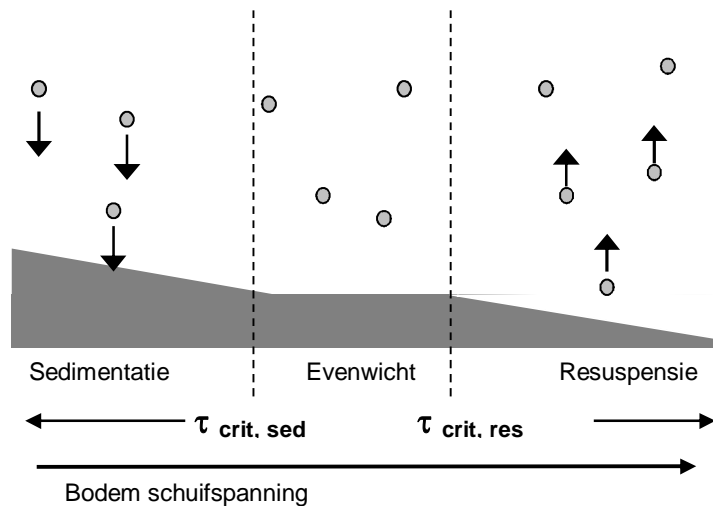 Sedimentatie Evenwicht Resuspensie
τ crit, sed τ crit, res
Bodem schuifspanning